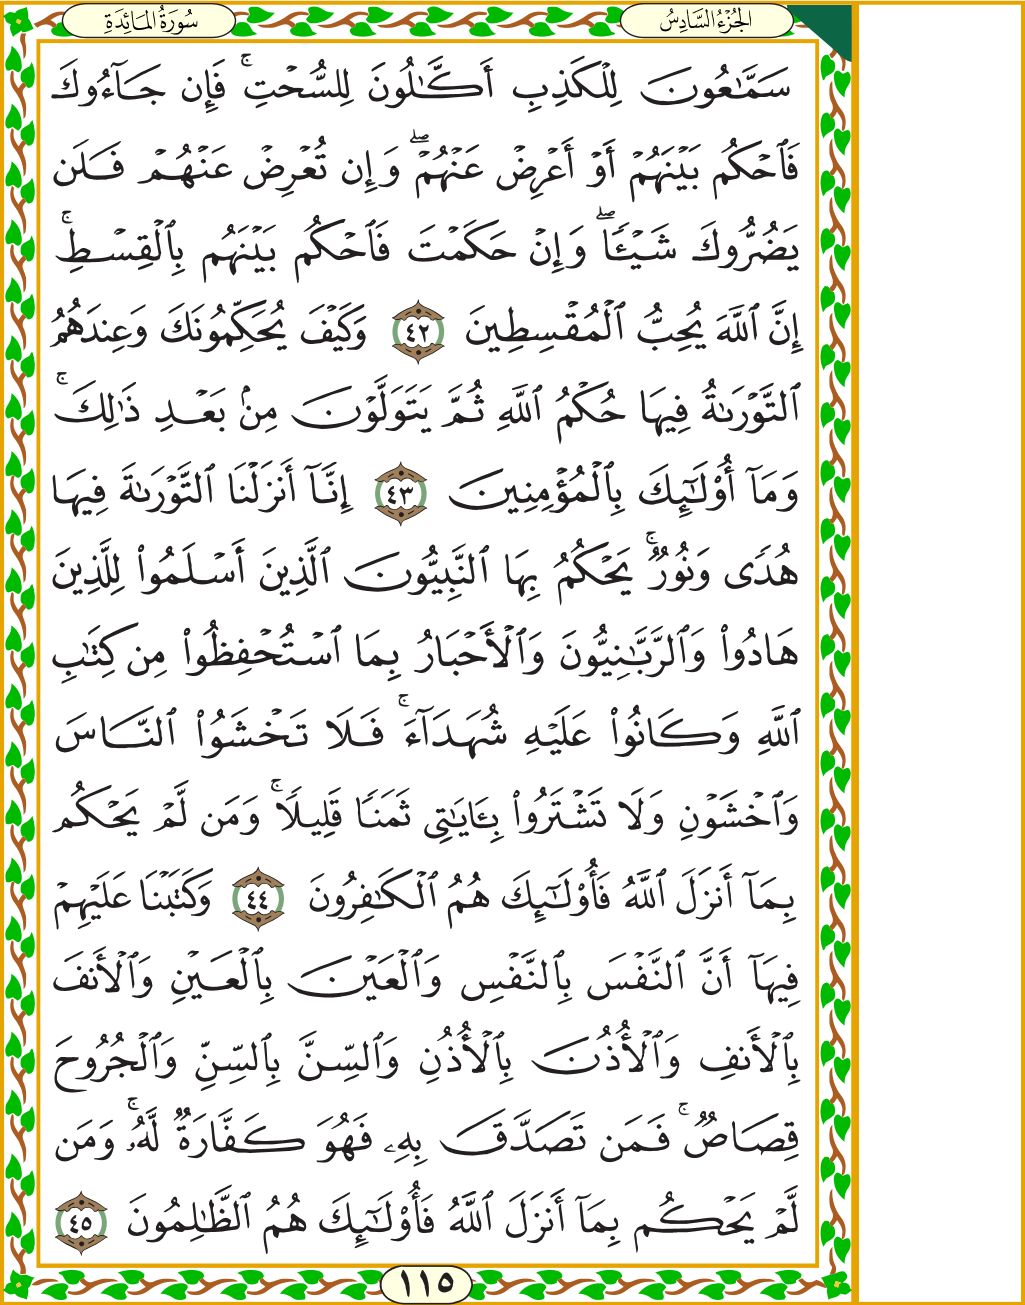 الجُزْءُ السَّادِسُ
سُورَةُ المَائِدَةِ
سَمَّٰعُونَ لِلْكَذِبِ أَكَّٰلُونَ لِلسُّحْتِ ۚ فَإِن جَآءُوكَ
فَٱحْكُم بَيْنَهُمْ أَوْ أَعْرِضْ عَنْهُمْ ۖ وَإِن تُعْرِضْ عَنْهُمْ فَلَن
يَضُرُّوكَ شَيْـًٔا ۖ وَإِنْ حَكَمْتَ فَٱحْكُم بَيْنَهُم بِٱلْقِسْطِ ۚ
إِنَّ ٱللَّهَ يُحِبُّ ٱلْمُقْسِطِينَ ٤٢ وَكَيْفَ يُحَكِّمُونَكَ وَعِندَهُمُ
ٱلتَّوْرَىٰةُ فِيهَا حُكْمُ ٱللَّهِ ثُمَّ يَتَوَلَّوْنَ مِنۢ بَعْدِ ذَٰلِكَ ۚ
وَمَآ أُو۟لَٰٓئِكَ بِٱلْمُؤْمِنِينَ ٤٣ إِنَّآ أَنزَلْنَا ٱلتَّوْرَىٰةَ فِيهَا
هُدًى وَنُورٌ ۚ يَحْكُمُ بِهَا ٱلنَّبِيُّونَ ٱلَّذِينَ أَسْلَمُوا۟ لِلَّذِينَ
هَادُوا۟ وَٱلرَّبَّٰنِيُّونَ وَٱلْأَحْبَارُ بِمَا ٱسْتُحْفِظُوا۟ مِن كِتَٰبِ
ٱللَّهِ وَكَانُوا۟ عَلَيْهِ شُهَدَآءَ ۚ فَلَا تَخْشَوُا۟ ٱلنَّاسَ
وَٱخْشَوْنِ وَلَا تَشْتَرُوا۟ بِـَٔايَٰتِى ثَمَنًا قَلِيلًا ۚ وَمَن لَّمْ يَحْكُم
بِمَآ أَنزَلَ ٱللَّهُ فَأُو۟لَٰٓئِكَ هُمُ ٱلْكَٰفِرُونَ ٤٤ وَكَتَبْنَا عَلَيْهِمْ
فِيهَآ أَنَّ ٱلنَّفْسَ بِٱلنَّفْسِ وَٱلْعَيْنَ بِٱلْعَيْنِ وَٱلْأَنفَ
بِٱلْأَنفِ وَٱلْأُذُنَ بِٱلْأُذُنِ وَٱلسِّنَّ بِٱلسِّنِّ وَٱلْجُرُوحَ
قِصَاصٌ ۚ فَمَن تَصَدَّقَ بِهِۦ فَهُوَ كَفَّارَةٌ لَّهُۥ ۚ وَمَن
لَّمْ يَحْكُم بِمَآ أَنزَلَ ٱللَّهُ فَأُو۟لَٰٓئِكَ هُمُ ٱلظَّٰلِمُونَ ٤٥
١١٥